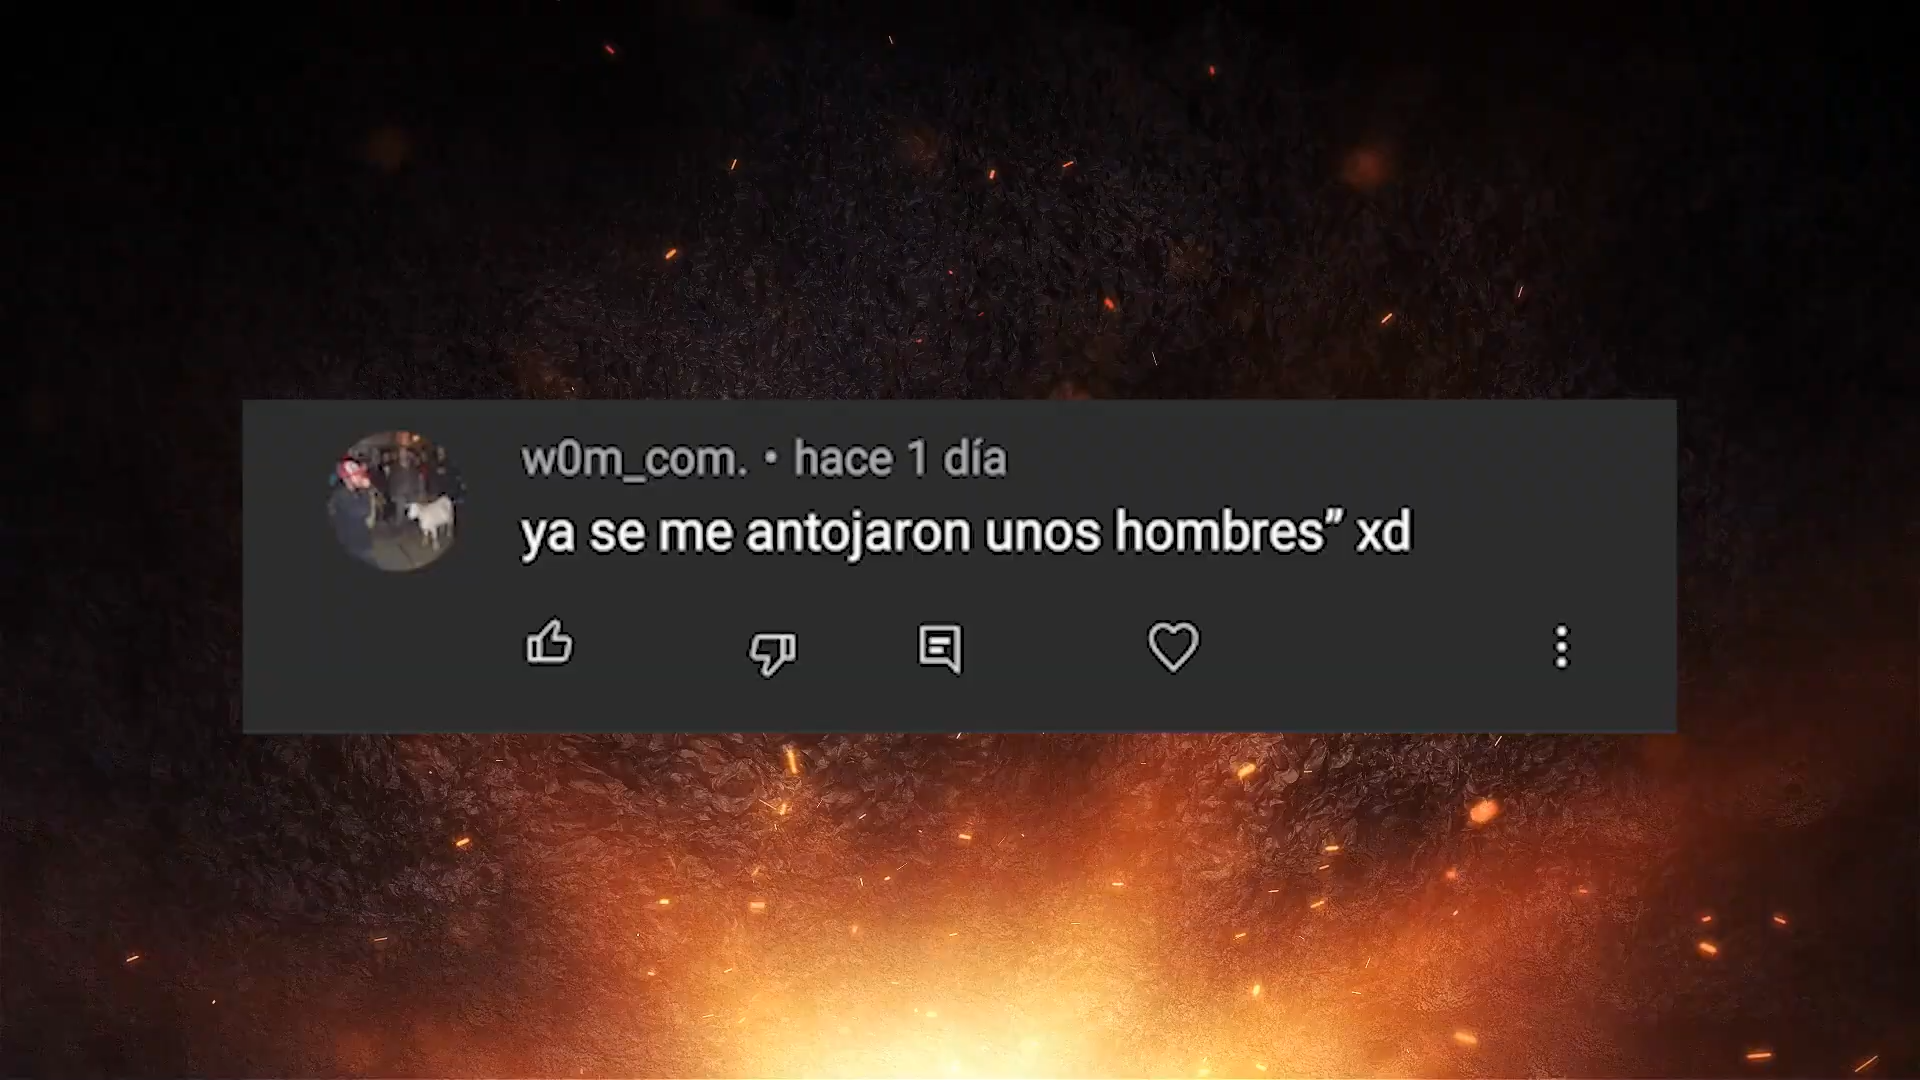 w0m_com. • hace 1 día
ya se me antojaron unos hombres” xd